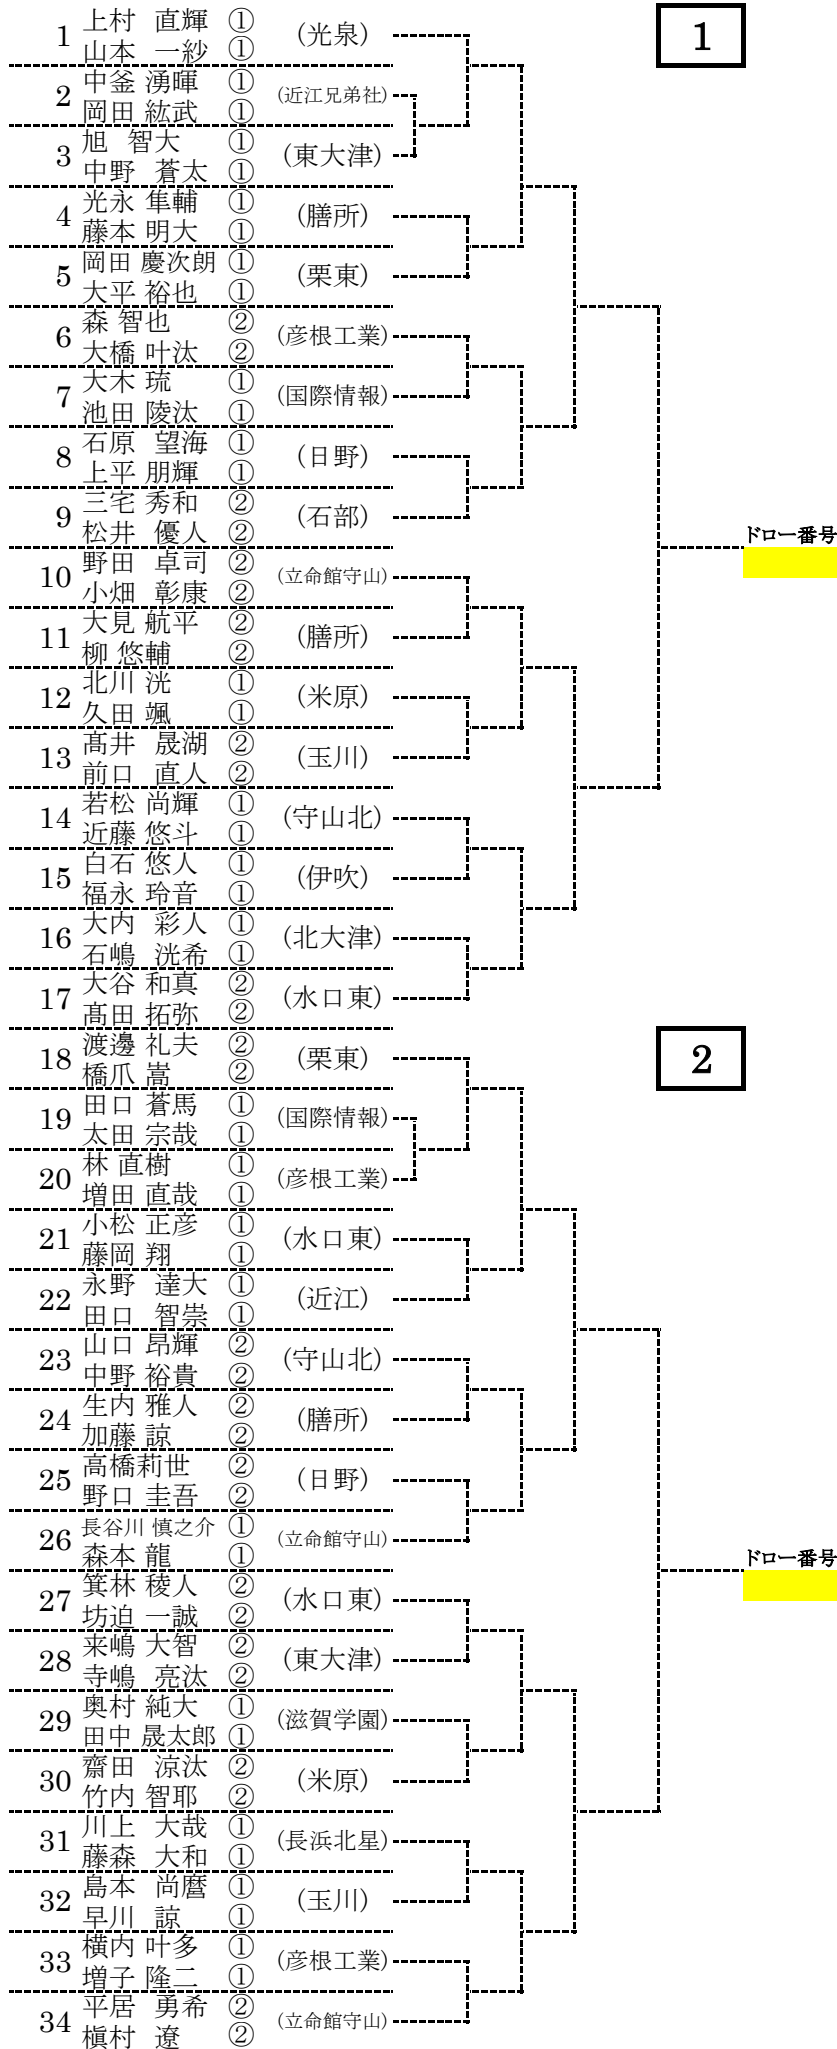 1
1 上村 直輝 ① (光泉)
山本 一紗 ①
2 中釜 湧暉 ① (近江兄弟社)
岡田 紘武 ①
3 旭 智大 ① (東大津)
中野 蒼太 ①
4 光永 隼輔 ① (膳所)
藤本 明大 ①
5 岡田 慶次朗 ① (栗東)
大平 裕也 ①
6 森 智也 ② (彦根工業)
大橋 叶汰 ②
7 大木 琉 ① (国際情報)
池田 陵汰 ①
8 石原 望海 ① (日野)
上平 朋輝 ①
9 三宅 秀和 ② (石部)
松井 優人 ②
ドロー番号
10 野田 卓司 ② (立命館守山)
小畑 彰康 ②
11 大見 航平 ② (膳所)
柳 悠輔 ②
12 北川 洸 ① (米原)
久田 颯 ①
13 髙井 晟湖 ② (玉川)
前口 直人 ②
14 若松 尚輝 ① (守山北)
近藤 悠斗 ①
15 白石 悠人 ① (伊吹)
福永 玲音 ①
16 大内 彩人 ① (北大津)
石嶋 洸希 ①
17 大谷 和真 ② (水口東)
髙田 拓弥 ②
2
18 渡邊 礼夫 ② (栗東)
橋爪 嵩 ②
19 田口 蒼馬 ① (国際情報)
太田 宗哉 ①
20 林 直樹 ① (彦根工業)
増田 直哉 ①
21 小松 正彦 ① (水口東)
藤岡 翔 ①
22 永野 達大 ① (近江)
田口 智崇 ①
23 山口 昂輝 ② (守山北)
中野 裕貴 ②
24 生内 雅人 ② (膳所)
加藤 諒 ②
25 高橋莉世 ② (日野)
野口 圭吾 ②
26 長谷川 慎之介 ① (立命館守山)
森本 龍 ①
ドロー番号
27 箕林 稜人 ② (水口東)
坊迫 一誠 ②
28 来嶋 大智 ② (東大津)
寺嶋 亮汰 ②
29 奥村 純大 ① (滋賀学園)
田中 晟太郎 ①
30 齋田 涼汰 ② (米原)
竹内 智耶 ②
31 川上 大哉 ① (長浜北星)
藤森 大和 ①
32 島本 尚麿 ① (玉川)
早川 諒 ①
33 横内 叶多 ① (彦根工業)
増子 隆二 ①
34 平居 勇希 ② (立命館守山)
槇村 遼 ②